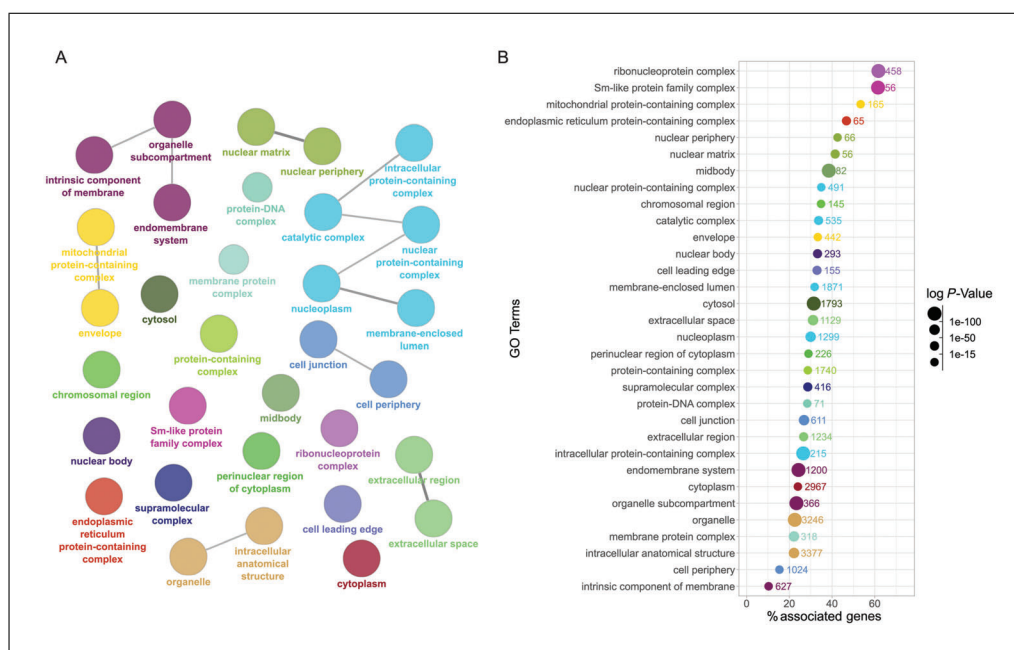 A
organelle
subcompartment
intrinsic component
of membrane
endomembrane
system
nuclear matrix
nuclear periphery
intracellular
protein-containing
complex
protein-DNA
complex
catalytic complex
nuclear
protein-containing
complex
mitochondrial
protein-containing
complex
membrane protein
complex
nucleoplasm
cytosol
envelope
membrane-enclosed
lumen
protein-containing
complex
cell junction
chromosomal region
cell periphery
midbody
Sm-like protein
family complex
ribonucleoprotein
complex
nuclear body
perinuclear region
of cytoplasm
extracellular region
supramolecular
complex
endoplasmic
reticulum
protein-containing
complex
cell leading edge
extracellular space
organelle
intracellular
anatomical
structure
cytoplasm
B
GO Terms
ribonucleoprotein complex 458
Sm-like protein family complex 56
mitochondrial protein-containing complex 165
endoplasmic reticulum protein-containing complex 65
nuclear periphery 66
nuclear matrix 56
midbody 82
nuclear protein-containing complex 491
chromosomal region 145
catalytic complex 535
envelope 442
nuclear body 293
cell leading edge 155
membrane-enclosed lumen 1871
cytosol 1793
extracellular space 1129
nucleoplasm 1299
perinuclear region of cytoplasm 226
protein-containing complex 1740
supramolecular complex 416
protein-DNA complex 71
cell junction 611
extracellular region 1234
intracellular protein-containing complex 215
endomembrane system 1200
cytoplasm 2967
organelle subcompartment 366
organelle 3246
membrane protein complex 318
intracellular anatomical structure 3377
cell periphery 1024
intrinsic component of membrane 627
0 20 40 60
% associated genes
log P-Value
1e-100
1e-50
1e-15